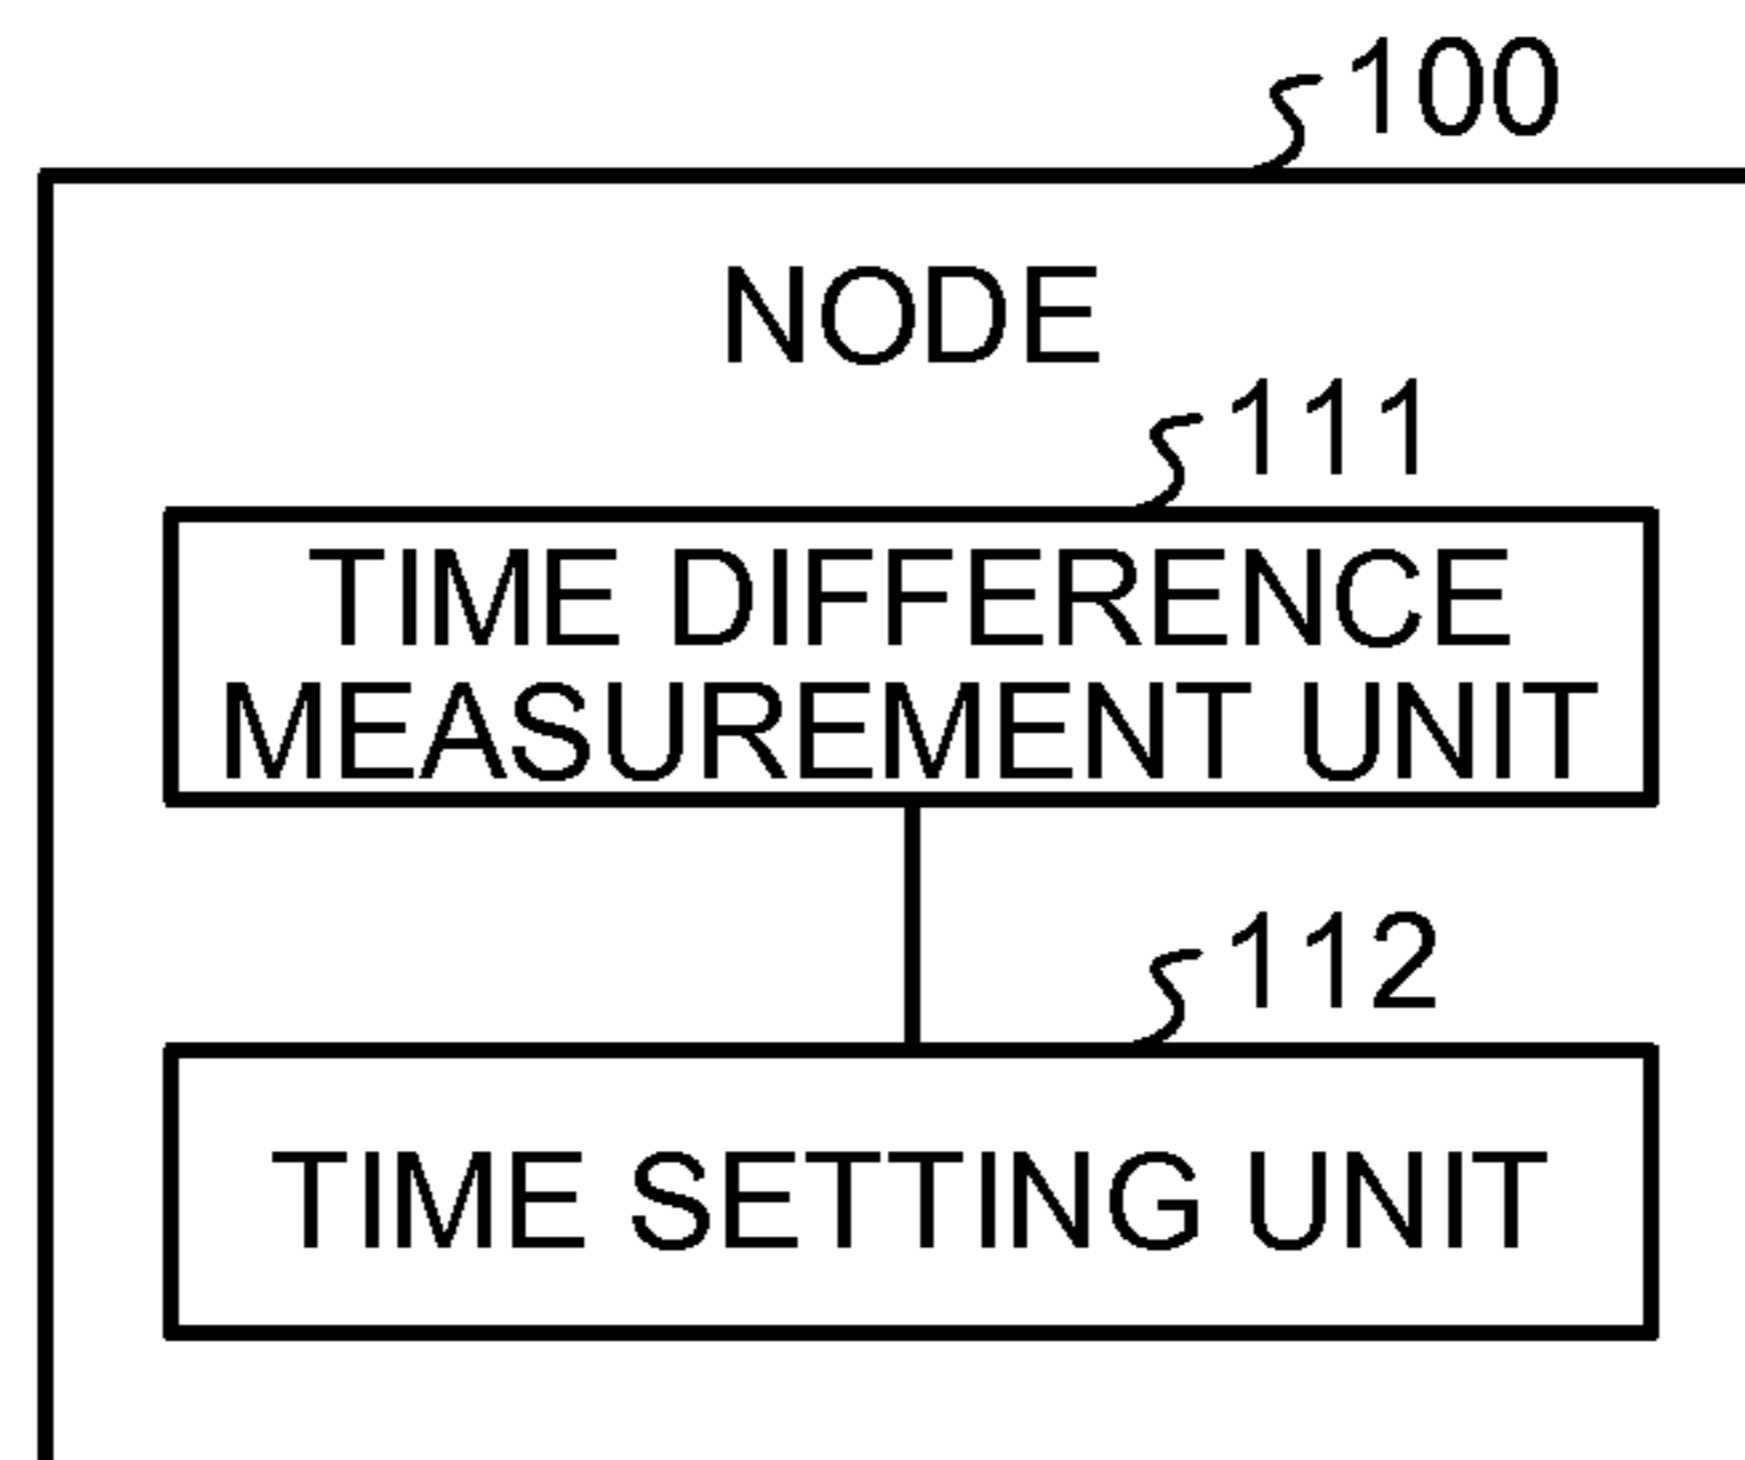 100
NODE
111
TIME DIFFERENCE
MEASUREMENT UNIT
112
TIME SETTING UNIT